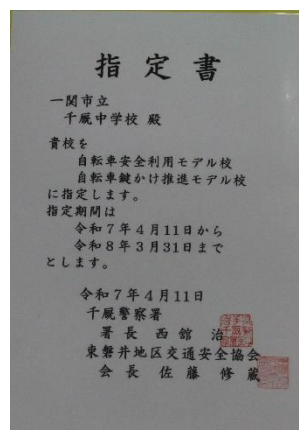 指定書
一関市立
千厩中学校 殿
貴校を
自転車安全利用モデル校
自転車鍵かけ推進モデル校
に指定します。
指定期間は
令和7年4月11日から
令和8年3月31日まで
とします。
令和7年4月11日
千厩警察署
署長 西舘 治
東磐井地区交通安全協会
会長 佐藤修蔵